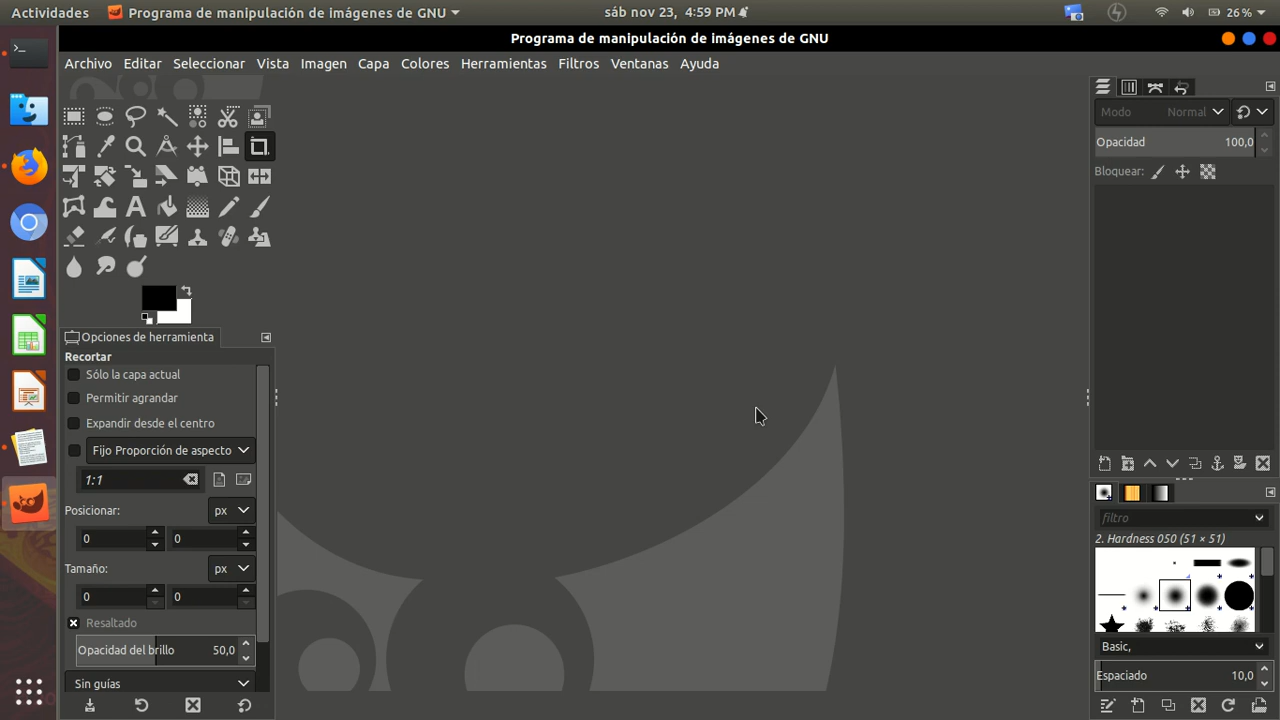 Actividades Programa de manipulación de imágenes de GNU sáb nov 23, 4:59 PM 26 %
Programa de manipulación de imágenes de GNU
Archivo Editar Seleccionar Vista Imagen Capa Colores Herramientas Filtros Ventanas Ayuda
Modo Normal
Opacidad 100,0
Bloquear:
Opciones de herramienta
Recortar
Sólo la capa actual
Permitir agrandar
Expandir desde el centro
Fijo Proporción de aspecto
1:1
Posicionar: px
0 0
Tamaño: px
0 0
Resaltado
Opacidad del brillo 50,0
Sin guías
filtro
2. Hardness 050 (51 × 51)
Basic,
Espaciado 10,0